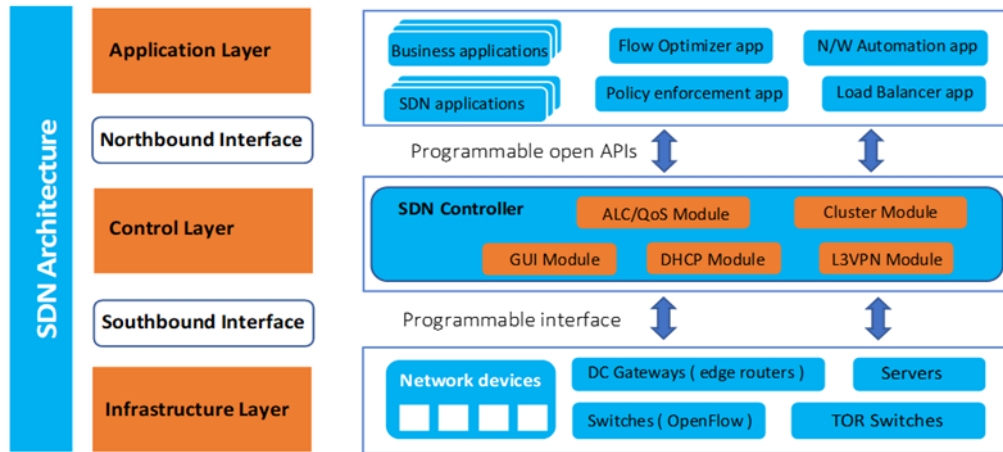 SDN Architecture
Application Layer
Northbound Interface
Control Layer
Southbound Interface
Infrastructure Layer
Business applications
Flow Optimizer app
N/W Automation app
SDN applications
Policy enforcement app
Load Balancer app
Programmable open APIs
SDN Controller
ALC/QoS Module
Cluster Module
GUI Module
DHCP Module
L3VPN Module
Programmable interface
Network devices
DC Gateways ( edge routers )
Servers
Switches ( OpenFlow )
TOR Switches